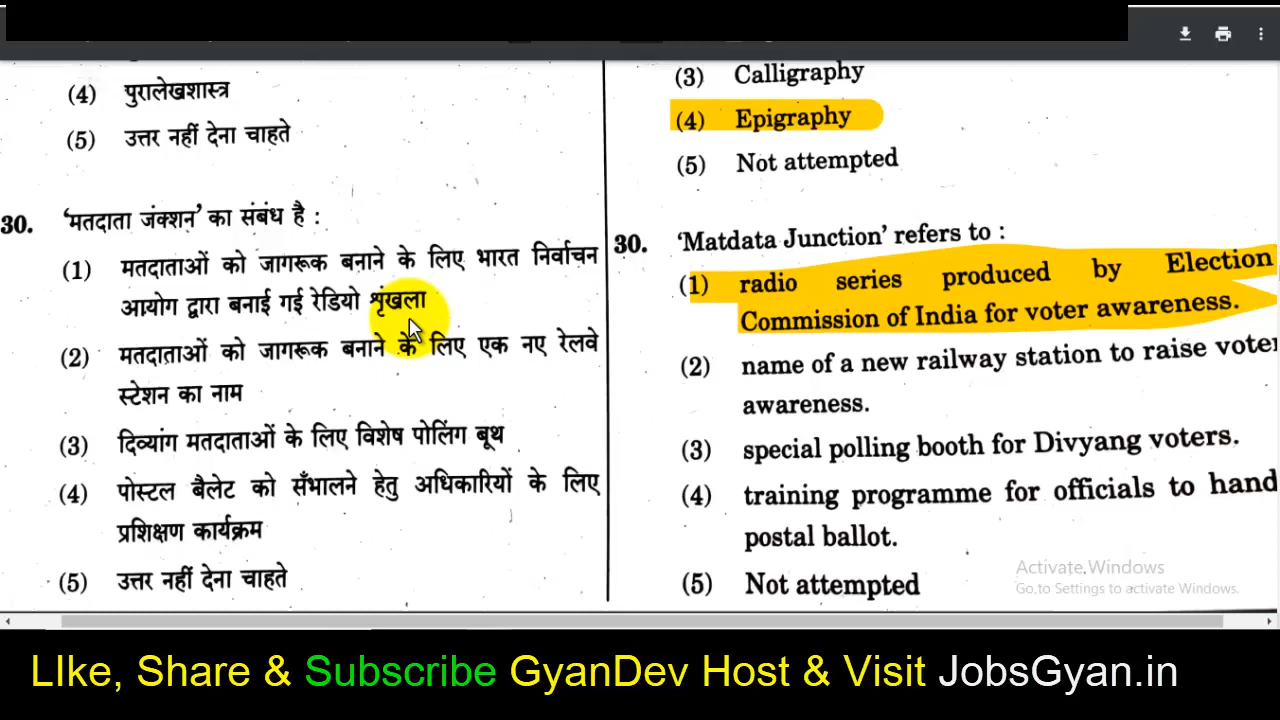 (4) पुरालेखशास्त्र
(5) उत्तर नहीं देना चाहते
30. 'मतदाता जंक्शन' का संबंध है :
(1) मतदाताओं को जागरूक बनाने के लिए भारत निर्वाचन
आयोग द्वारा बनाई गई रेडियो श्रृंखला
(2) मतदाताओं को जागरूक बनाने के लिए एक नए रेलवे
स्टेशन का नाम
(3) दिव्यांग मतदाताओं के लिए विशेष पोलिंग बूथ
(4) पोस्टल बैलेट को सँभालने हेतु अधिकारियों के लिए
प्रशिक्षण कार्यक्रम
(5) उत्तर नहीं देना चाहते
(3) Calligraphy
(4) Epigraphy
(5) Not attempted
30. 'Matdata Junction' refers to :
(1) radio series produced by Election
Commission of India for voter awareness.
(2) name of a new railway station to raise voter
awareness.
(3) special polling booth for Divyang voters.
(4) training programme for officials to hand
postal ballot.
(5) Not attempted
Activate Windows
Go to Settings to activate Windows.
LIke, Share & Subscribe GyanDev Host & Visit JobsGyan.in